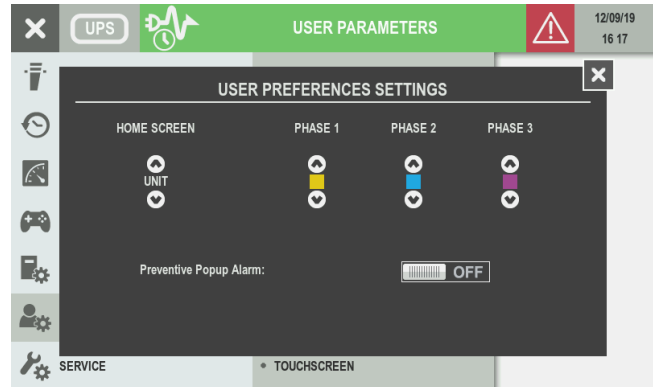 UPS
USER PARAMETERS
12/09/19
16 17
USER PREFERENCES SETTINGS
HOME SCREEN PHASE 1 PHASE 2 PHASE 3
UNIT
Preventive Popup Alarm: OFF
SERVICE • TOUCHSCREEN